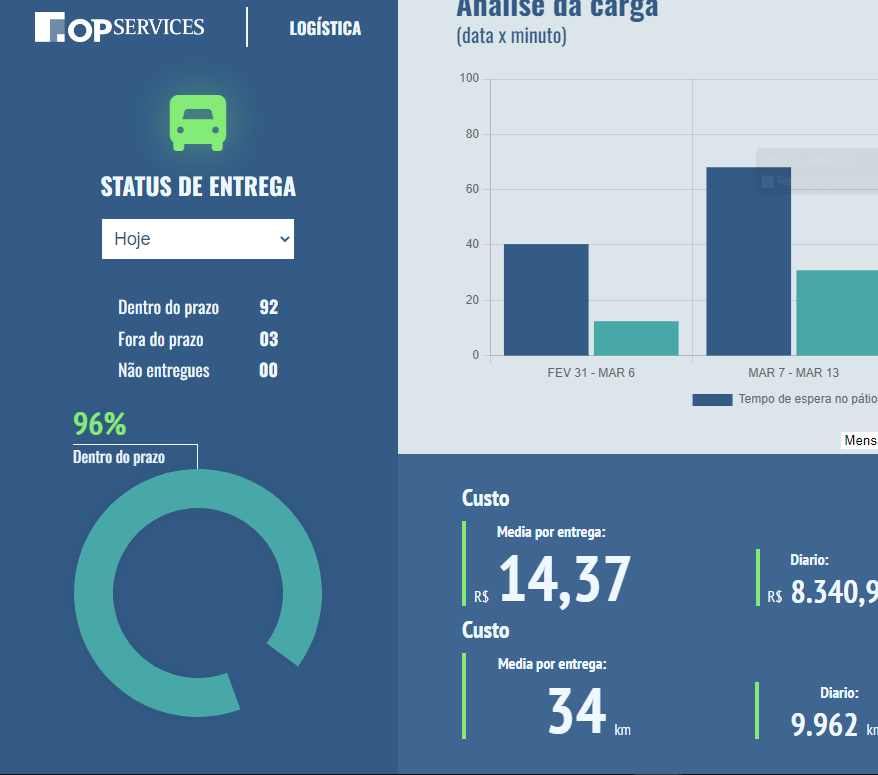 OPSERVICES
LOGÍSTICA
STATUS DE ENTREGA
Hoje
Dentro do prazo 92
Fora do prazo 03
Não entregues 00
96%
Dentro do prazo
Análise da carga
(data x minuto)
100
80
60
40
20
0
FEV 31 - MAR 6 MAR 7 - MAR 13
Tempo de espera no pátio
Mens
Custo
Media por entrega:
R$ 14,37
Diario:
R$ 8.340,9
Custo
Media por entrega:
34 km
Diario:
9.962 km